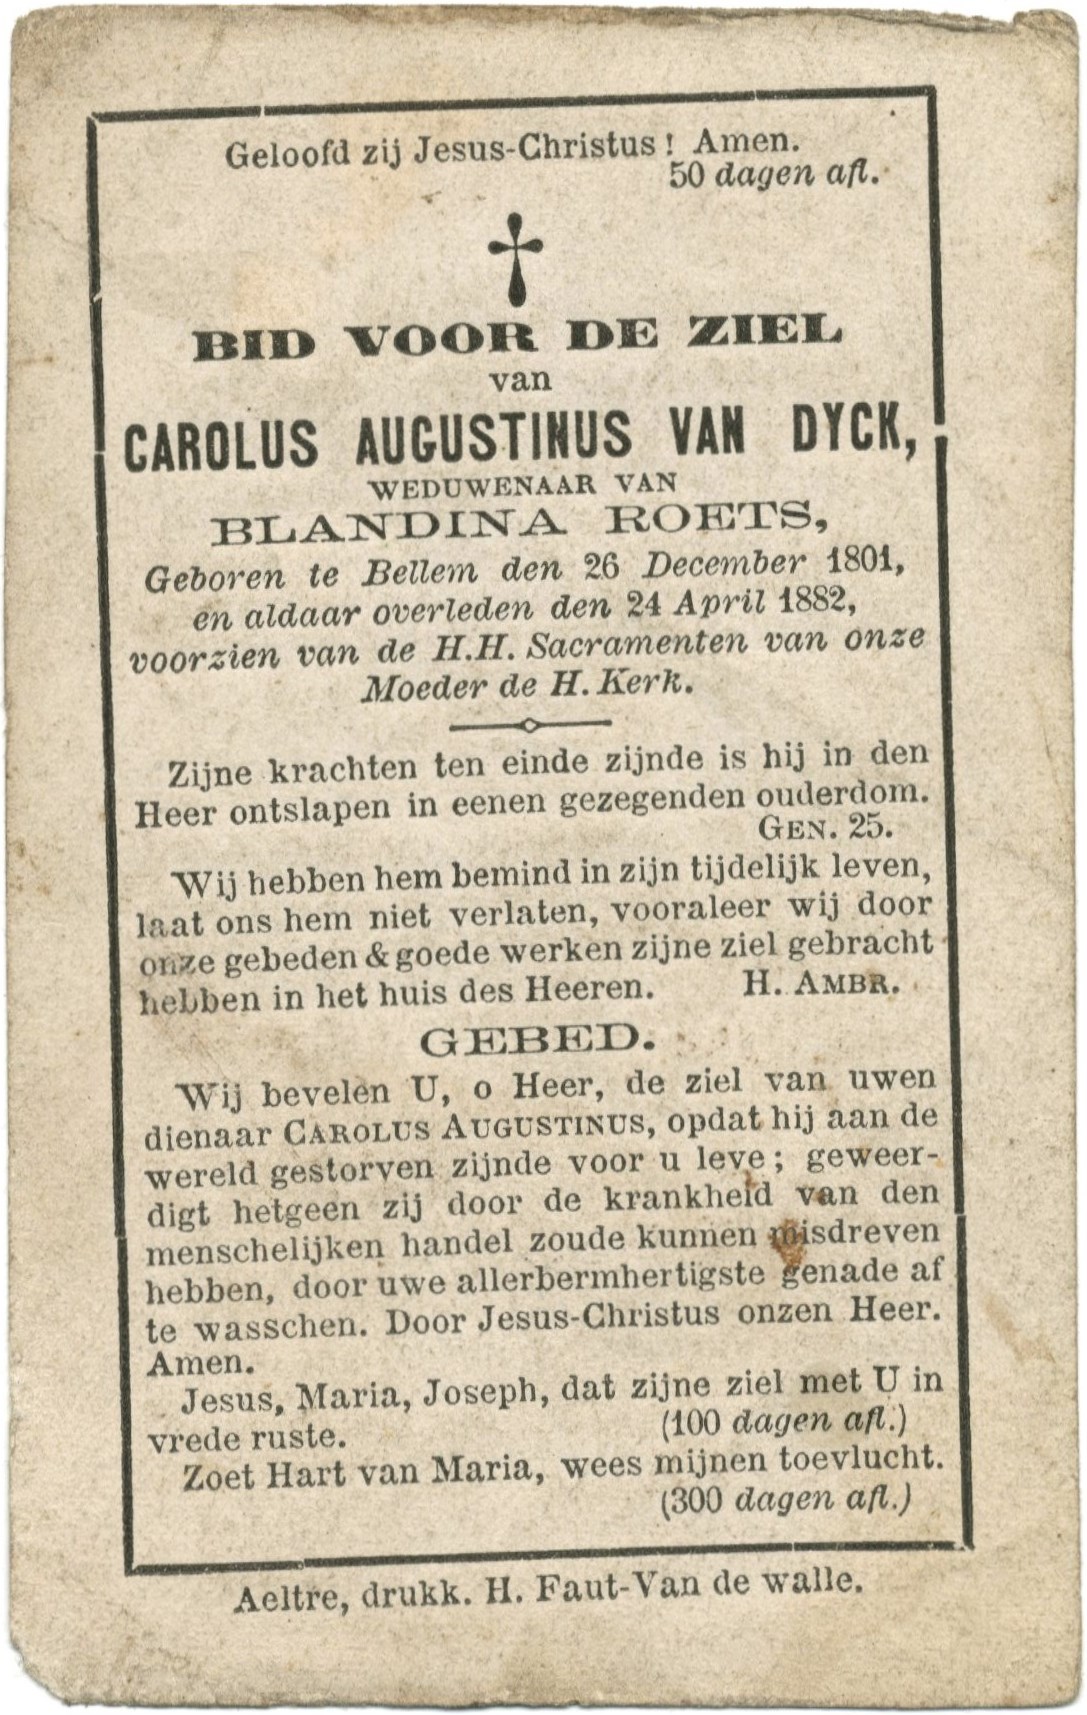 Geloofd zij Jesus-Christus! Amen.
50 dagen afl.
BID VOOR DE ZIEL
van
CAROLUS AUGUSTINUS VAN DYCK,
WEDUWENAAR VAN
BLANDINA ROETS,
Geboren te Bellem den 26 December 1801,
en aldaar overleden den 24 April 1882,
voorzien van de H.H. Sacramenten van onze
Moeder de H. Kerk.
Zijne krachten ten einde zijnde is hij in den
Heer ontslapen in eenen gezegenden ouderdom.
GEN. 25.
Wij hebben hem bemind in zijn tijdelijk leven,
laat ons hem niet verlaten, vooraleer wij door
onze gebeden & goede werken zijne ziel gebracht
hebben in het huis des Heeren. H. AMBR.
GEBED.
Wij bevelen U, o Heer, de ziel van uwen
dienaar CAROLUS AUGUSTINUS, opdat hij aan de
wereld gestorven zijnde voor u leve; geweer-
digt hetgeen zij door de krankheid van den
menschelijken handel zoude kunnen misdreven
hebben, door uwe allerbermhertigste genade af
te wasschen. Door Jesus-Christus onzen Heer.
Amen.
Jesus, Maria, Joseph, dat zijne ziel met U in
vrede ruste. (100 dagen afl.)
Zoet Hart van Maria, wees mijnen toevlucht.
(300 dagen afl.)
Aeltre, drukk. H. Faut-Van de walle.